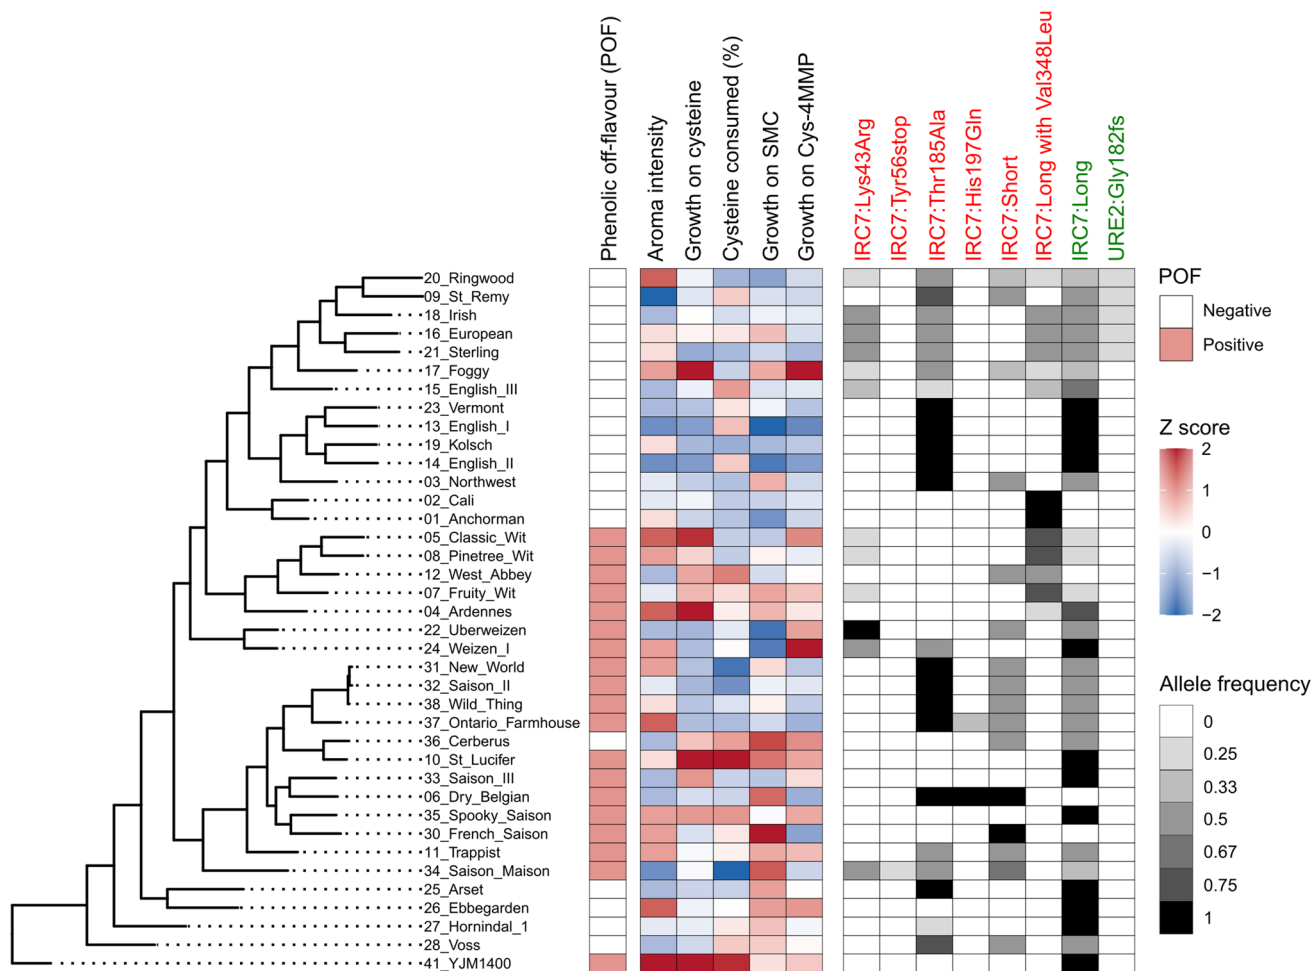 Phenolic off-flavour (POF)
Aroma intensity
Growth on cysteine
Cysteine consumed (%)
Growth on SMC
Growth on Cys-4MMP
IRC7:Lys43Arg
IRC7:Tyr56stop
IRC7:Thr185Ala
IRC7:His197Gln
IRC7:Short
IRC7:Long with Val348Leu
IRC7:Long
URE2:Gly182fs
20_Ringwood
09_St_Remy
18_Irish
16_European
21_Sterling
17_Foggy
15_English_III
23_Vermont
13_English_I
19_Kolsch
14_English_II
03_Northwest
02_Cali
01_Anchorman
05_Classic_Wit
08_Pinetree_Wit
12_West_Abbey
07_Fruity_Wit
04_Ardennes
22_Uberweizen
24_Weizen_I
31_New_World
32_Saison_II
38_Wild_Thing
37_Ontario_Farmhouse
36_Cerberus
10_St_Lucifer
33_Saison_III
06_Dry_Belgian
35_Spooky_Saison
30_French_Saison
11_Trappist
34_Saison_Maison
25_Arset
26_Ebbegarden
27_Hornindal_1
28_Voss
41_YJM1400
POF
Negative
Positive
Z score
2
1
0
−1
−2
Allele frequency
0
0.25
0.33
0.5
0.67
0.75
1